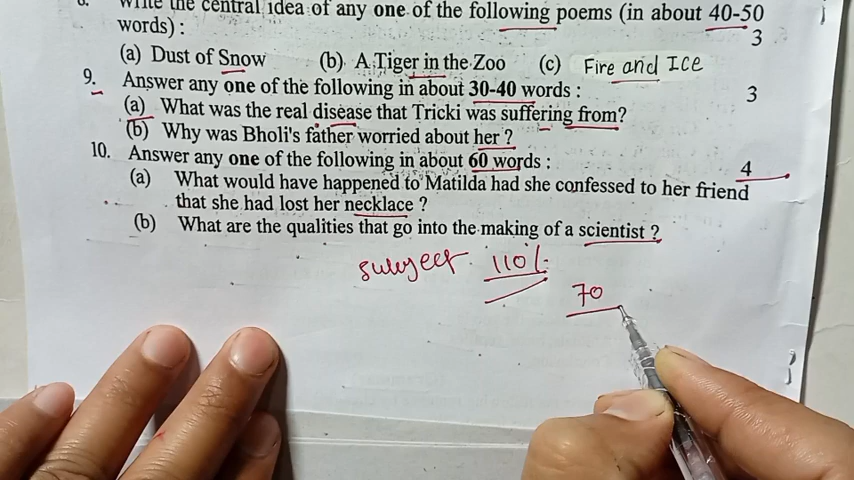 8. Write the central idea of any one of the following poems (in about 40-50
words) : 3
(a) Dust of Snow (b) A Tiger in the Zoo (c) Fire and Ice
9. Answer any one of the following in about 30-40 words : 3
(a) What was the real disease that Tricki was suffering from?
(b) Why was Bholi's father worried about her ?
10. Answer any one of the following in about 60 words : 4
(a) What would have happened to Matilda had she confessed to her friend
that she had lost her necklace ?
(b) What are the qualities that go into the making of a scientist ?
subject 110%
70